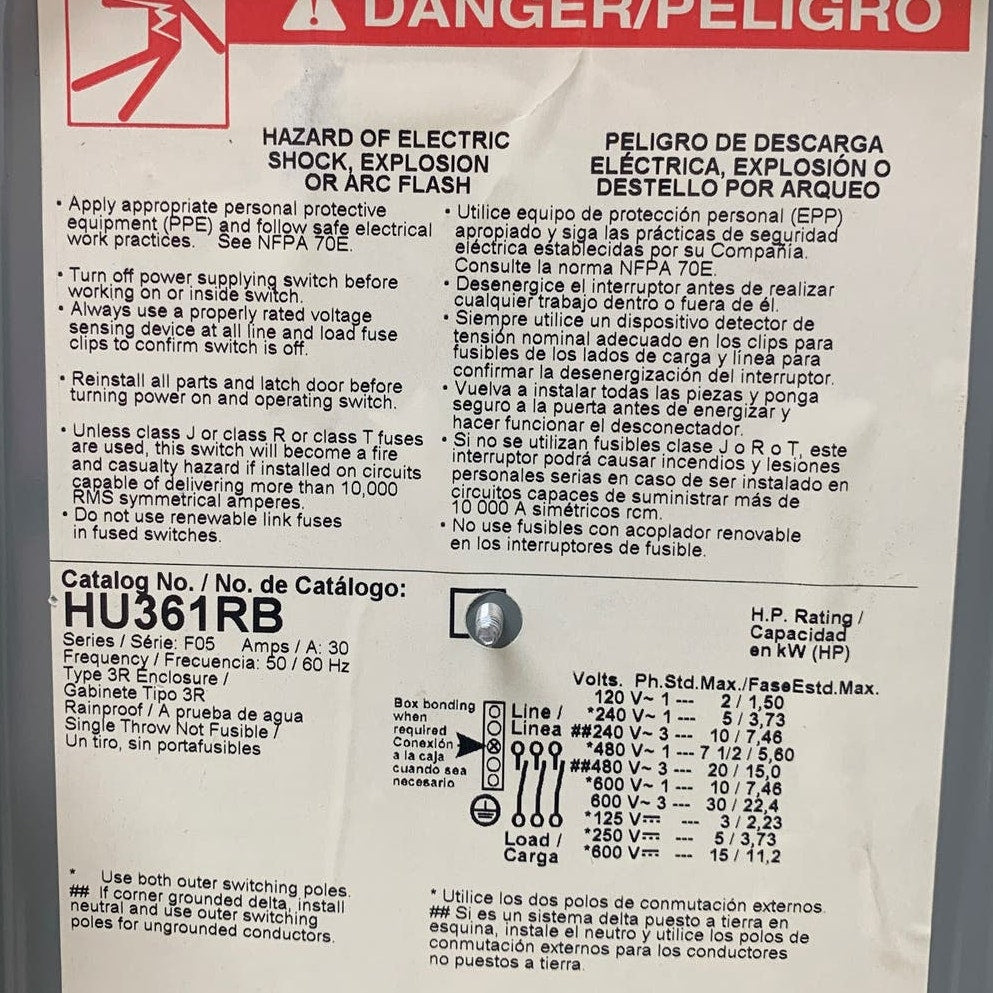 DANGER/PELIGRO
HAZARD OF ELECTRIC
SHOCK, EXPLOSION
OR ARC FLASH
• Apply appropriate personal protective
equipment (PPE) and follow safe electrical
work practices. See NFPA 70E.
• Turn off power supplying switch before
working on or inside switch.
• Always use a properly rated voltage
sensing device at all line and load fuse
clips to confirm switch is off.
• Reinstall all parts and latch door before
turning power on and operating switch.
• Unless class J or class R or class T fuses
are used, this switch will become a fire
and casualty hazard if installed on circuits
capable of delivering more than 10,000
RMS symmetrical amperes.
• Do not use renewable link fuses
in fused switches.
PELIGRO DE DESCARGA
ELÉCTRICA, EXPLOSIÓN O
DESTELLO POR ARQUEO
• Utilice equipo de protección personal (EPP)
apropiado y siga las prácticas de seguridad
eléctrica establecidas por su Compañía.
Consulte la norma NFPA 70E.
• Desenergice el interruptor antes de realizar
cualquier trabajo dentro o fuera de él.
• Siempre utilice un dispositivo detector de
tensión nominal adecuado en los clips para
fusibles de los lados de carga y línea para
confirmar la desenergización del interruptor.
• Vuelva a instalar todas las piezas y ponga
seguro a la puerta antes de energizar y
hacer funcionar el desconectador.
• Si no se utilizan fusibles clase J o R o T, este
interruptor podrá causar incendios y lesiones
personales serias en caso de ser instalado en
circuitos capaces de suministrar más de
10 000 A simétricos rcm.
• No use fusibles con acoplador renovable
en los interruptores de fusible.
Catalog No. / No. de Catálogo:
HU361RB
Series / Série: F05 Amps / A: 30
Frequency / Frecuencia: 50 / 60 Hz
Type 3R Enclosure /
Gabinete Tipo 3R
Rainproof / A prueba de agua
Single Throw Not Fusible /
Un tiro, sin portafusibles
Box bonding
when
required
Conexión
a la caja
cuando sea
necesario
Line /
Linea
Load /
Carga
H.P. Rating /
Capacidad
en kW (HP)
Volts. Ph.Std.Max./FaseEstd.Max.
120 V~ 1 --- 2 / 1,50
*240 V~ 1 --- 5 / 3,73
##240 V~ 3 --- 10 / 7,46
*480 V~ 1 --- 7 1/2 / 5,60
##480 V~ 3 --- 20 / 15,0
*600 V~ 1 --- 10 / 7,46
600 V~ 3 --- 30 / 22,4
*125 V⎓ --- 3 / 2,23
*250 V⎓ --- 5 / 3,73
*600 V⎓ --- 15 / 11,2
* Use both outer switching poles.
## If corner grounded delta, install
neutral and use outer switching
poles for ungrounded conductors.
* Utilice los dos polos de conmutación externos.
## Si es un sistema delta puesto a tierra en
esquina, instale el neutro y utilice los polos de
conmutación externos para los conductores
no puestos a tierra.